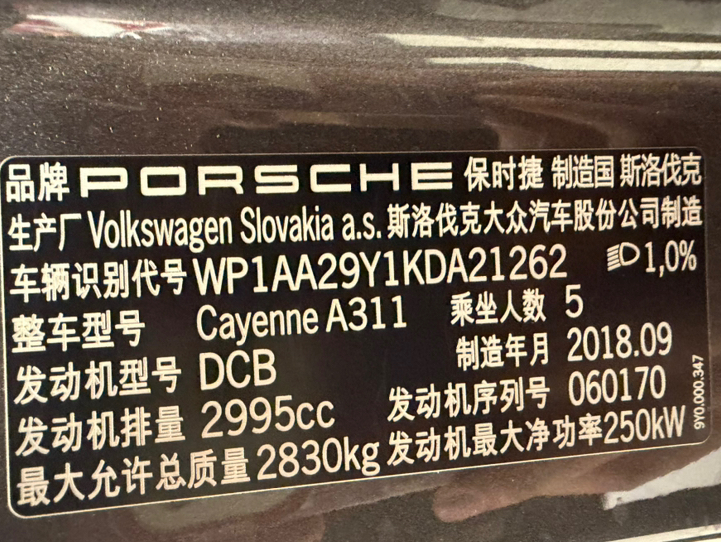 品牌 PORSCHE 保时捷 制造国 斯洛伐克
生产厂 Volkswagen Slovakia a.s. 斯洛伐克大众汽车股份公司制造
车辆识别代号 WP1AA29Y1KDA21262 1,0%
整车型号 Cayenne A311 乘坐人数 5
发动机型号 DCB 制造年月 2018.09
发动机排量 2995cc 发动机序列号 060170
最大允许总质量 2830kg 发动机最大净功率 250kW
9Y0.000.347